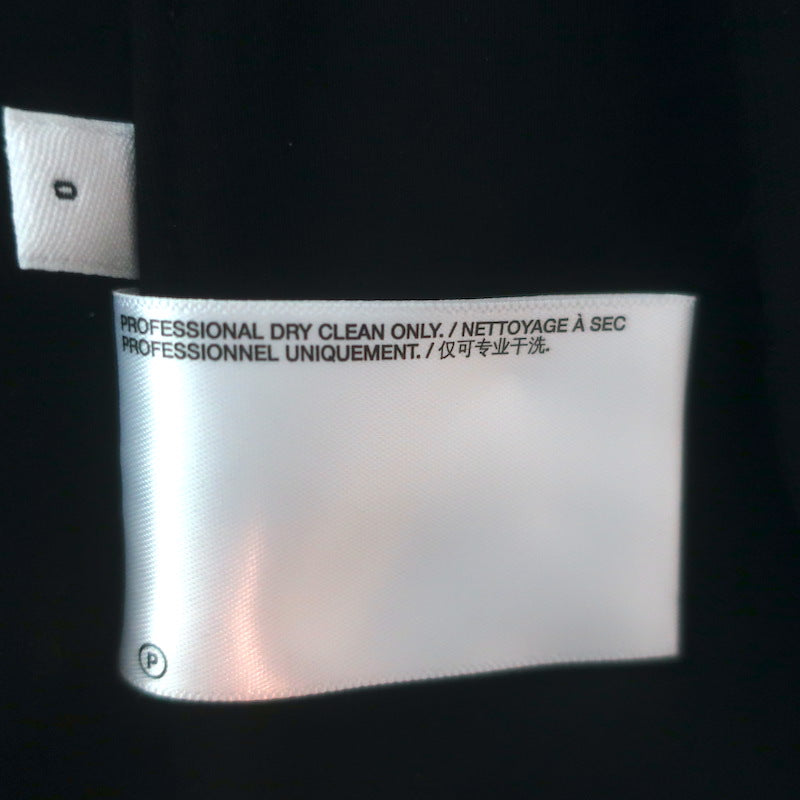 0
PROFESSIONAL DRY CLEAN ONLY. / NETTOYAGE À SEC
PROFESSIONNEL UNIQUEMENT. / 仅可专业干洗.
P